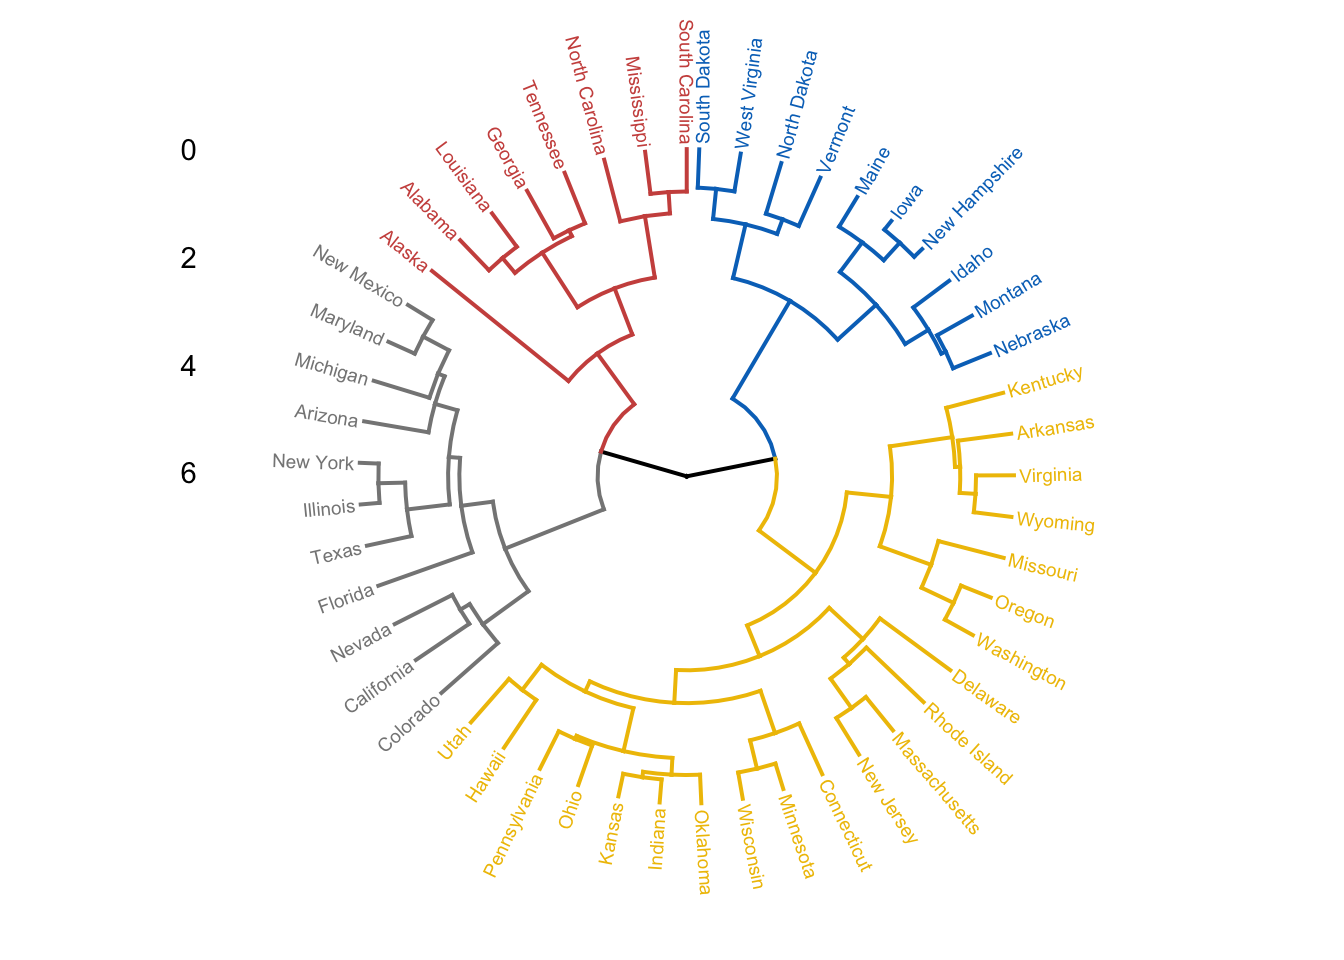 0
2
4
6
South Carolina
Mississippi
North Carolina
Tennessee
Georgia
Louisiana
Alabama
Alaska
New Mexico
Maryland
Michigan
Arizona
New York
Illinois
Texas
Florida
Nevada
California
Colorado
Utah
Hawaii
Pennsylvania
Ohio
Kansas
Indiana
Oklahoma
Wisconsin
Minnesota
Connecticut
New Jersey
Massachusetts
Rhode Island
Delaware
Washington
Oregon
Missouri
Wyoming
Virginia
Arkansas
Kentucky
Nebraska
Montana
Idaho
New Hampshire
Iowa
Maine
Vermont
North Dakota
West Virginia
South Dakota